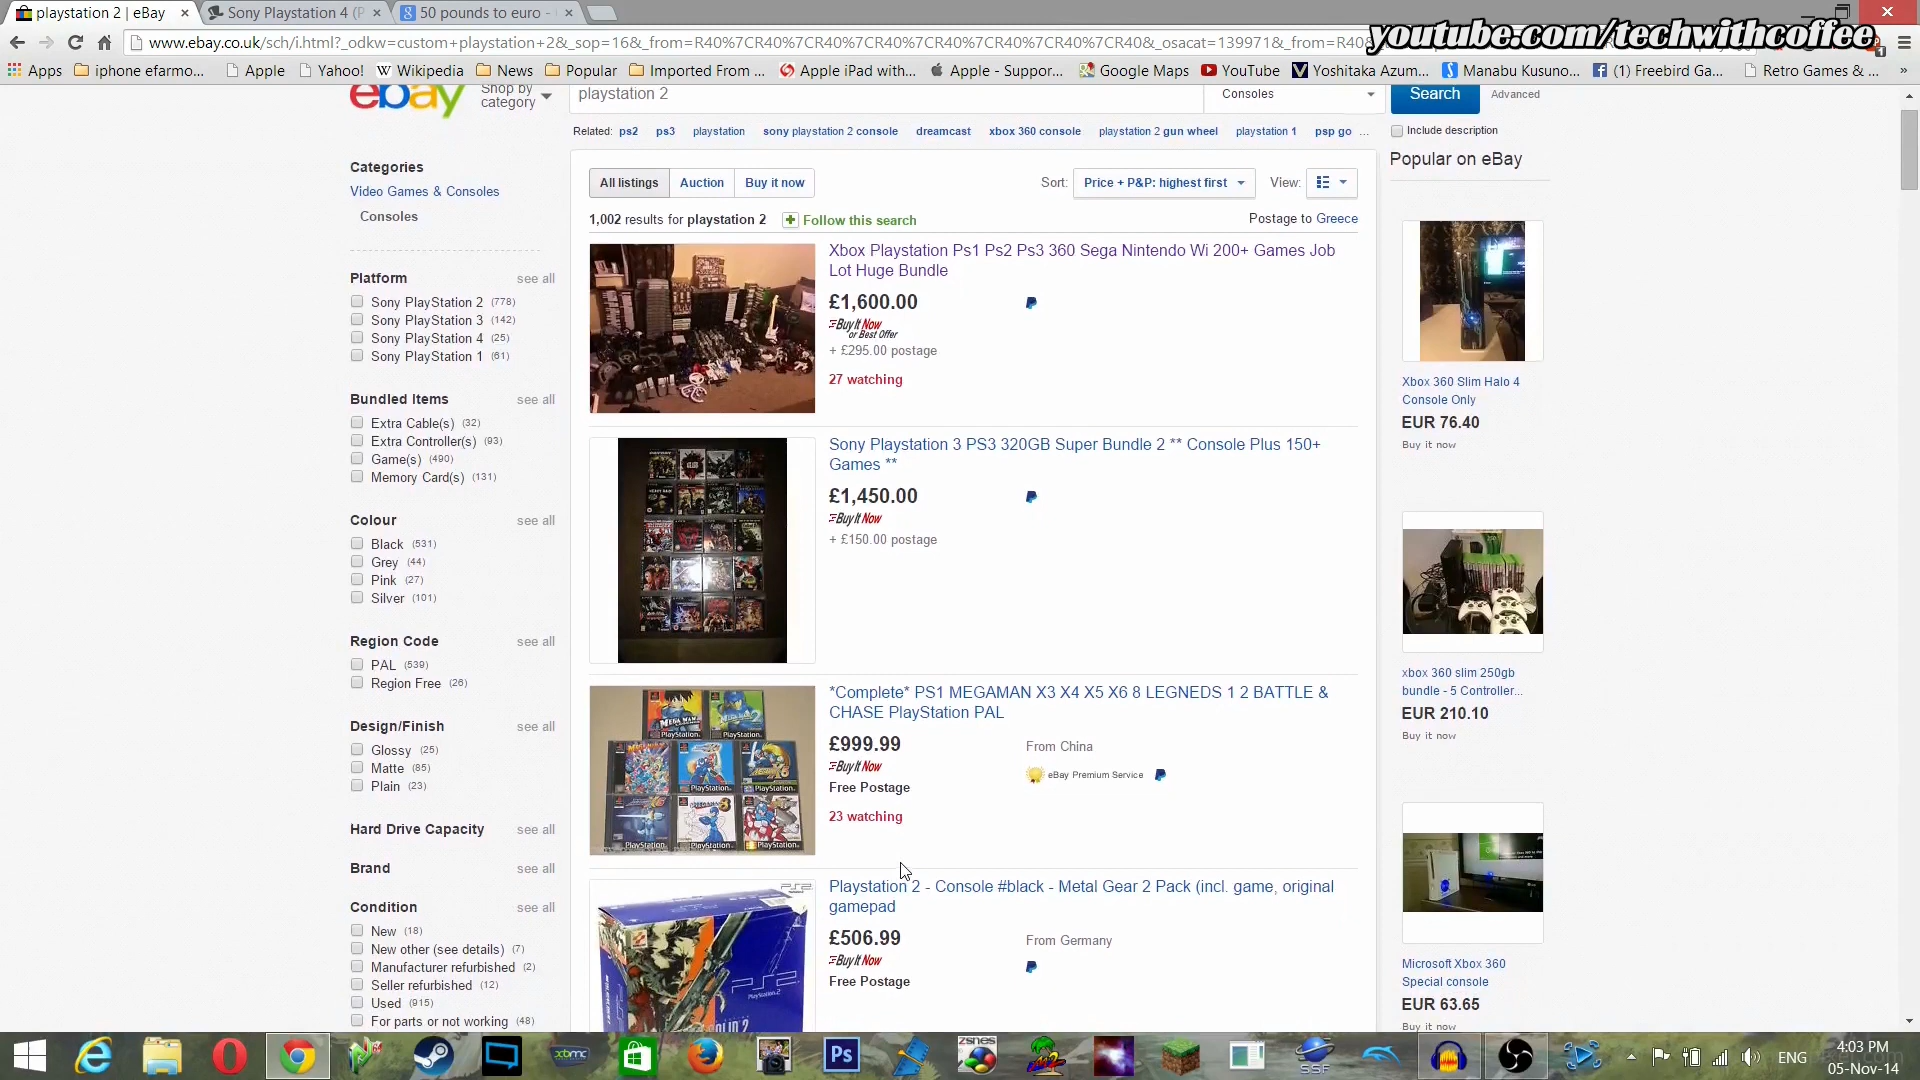 playstation 2 | eBay
Sony Playstation 4 (P
50 pounds to euro -
www.ebay.co.uk/sch/i.html?_odkw=custom+playstation+2&_sop=16&_from=R40%7CR40%7CR40%7CR40%7CR40%7CR40%7CR40%7CR40&_osacat=139971&_from=R40
youtube.com/techwithcoffee
Apps
iphone efarmo...
Apple
Yahoo!
Wikipedia
News
Popular
Imported From ...
Apple iPad with...
Apple - Suppor...
Google Maps
YouTube
Yoshitaka Azum...
Manabu Kusuno...
(1) Freebird Ga...
Retro Games & ...
»
ebay
Shop by
category
playstation 2
Consoles
Search
Advanced
Related: ps2 ps3 playstation sony playstation 2 console dreamcast xbox 360 console playstation 2 gun wheel playstation 1 psp go ...
Include description
Categories
Video Games & Consoles
Consoles
Platform see all
Sony PlayStation 2 (778)
Sony PlayStation 3 (142)
Sony PlayStation 4 (25)
Sony PlayStation 1 (61)
Bundled Items see all
Extra Cable(s) (32)
Extra Controller(s) (93)
Game(s) (490)
Memory Card(s) (131)
Colour see all
Black (531)
Grey (44)
Pink (27)
Silver (101)
Region Code see all
PAL (539)
Region Free (26)
Design/Finish see all
Glossy (25)
Matte (85)
Plain (23)
Hard Drive Capacity see all
Brand see all
Condition see all
New (18)
New other (see details) (7)
Manufacturer refurbished (2)
Seller refurbished (12)
Used (915)
For parts or not working (48)
All listings Auction Buy it now
Sort: Price + P&P: highest first View:
1,002 results for playstation 2 Follow this search
Postage to Greece
Xbox Playstation Ps1 Ps2 Ps3 360 Sega Nintendo Wi 200+ Games Job
Lot Huge Bundle
£1,600.00
Buy It Now
or Best Offer
+ £295.00 postage
27 watching
Sony Playstation 3 PS3 320GB Super Bundle 2 ** Console Plus 150+
Games **
£1,450.00
Buy It Now
+ £150.00 postage
*Complete* PS1 MEGAMAN X3 X4 X5 X6 8 LEGNEDS 1 2 BATTLE &
CHASE PlayStation PAL
£999.99
From China
Buy It Now
eBay Premium Service
Free Postage
23 watching
Playstation 2 - Console #black - Metal Gear 2 Pack (incl. game, original
gamepad
£506.99
From Germany
Buy It Now
Free Postage
Popular on eBay
Xbox 360 Slim Halo 4
Console Only
EUR 76.40
Buy it now
xbox 360 slim 250gb
bundle - 5 Controller...
EUR 210.10
Buy it now
Microsoft Xbox 360
Special console
EUR 63.65
Buy it now
xbmc
Ps
ZSNES
SSF
ENG
4:03 PM
05-Nov-14